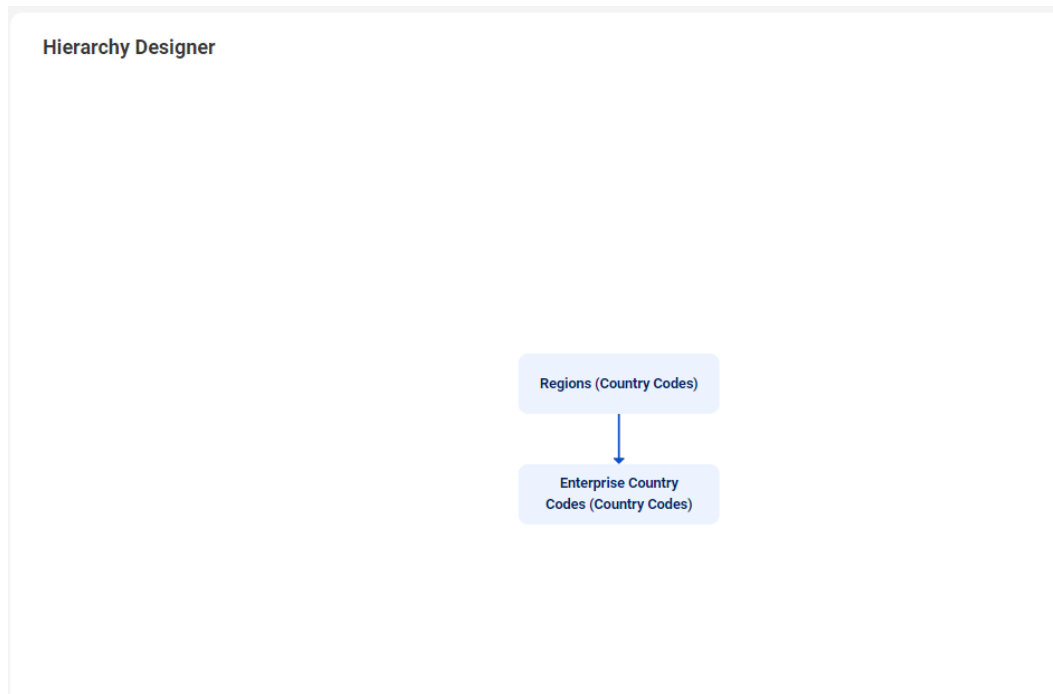 Hierarchy Designer
Regions (Country Codes)
Enterprise Country
Codes (Country Codes)